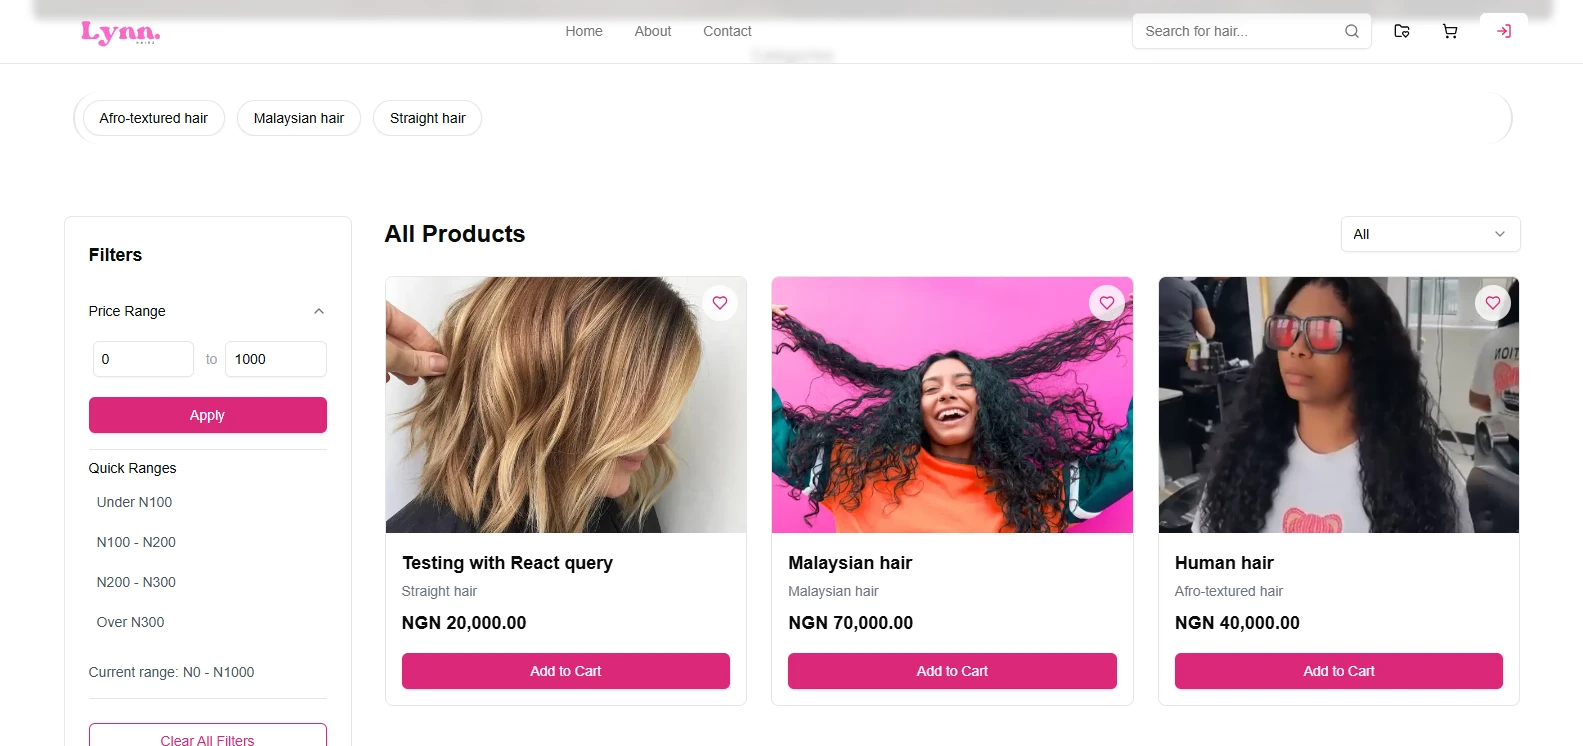 Lynn.
HAIRS
Home
About
Contact
Search for hair...
Categories
Afro-textured hair
Malaysian hair
Straight hair
Filters
Price Range
0 to 1000
Apply
Quick Ranges
Under N100
N100 - N200
N200 - N300
Over N300
Current range: N0 - N1000
Clear All Filters
All Products
All
Testing with React query
Straight hair
NGN 20,000.00
Add to Cart
Malaysian hair
Malaysian hair
NGN 70,000.00
Add to Cart
Human hair
Afro-textured hair
NGN 40,000.00
Add to Cart